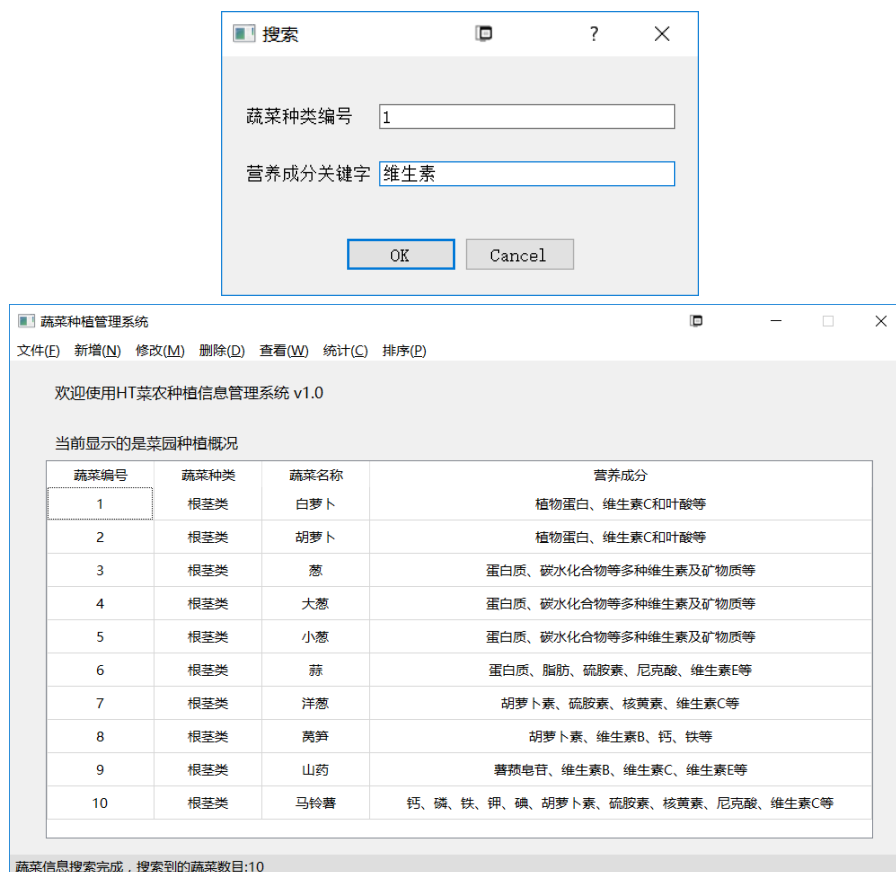 搜索 ?
蔬菜种类编号 1
营养成分关键字 维生素
OK Cancel
蔬菜种植管理系统
文件(F) 新增(N) 修改(M) 删除(D) 查看(W) 统计(C) 排序(P)
欢迎使用HT菜农种植信息管理系统 v1.0
当前显示的是菜园种植概况
蔬菜编号 蔬菜种类 蔬菜名称 营养成分
1 根茎类 白萝卜 植物蛋白、维生素C和叶酸等
2 根茎类 胡萝卜 植物蛋白、维生素C和叶酸等
3 根茎类 葱 蛋白质、碳水化合物等多种维生素及矿物质等
4 根茎类 大葱 蛋白质、碳水化合物等多种维生素及矿物质等
5 根茎类 小葱 蛋白质、碳水化合物等多种维生素及矿物质等
6 根茎类 蒜 蛋白质、脂肪、硫胺素、尼克酸、维生素E等
7 根茎类 洋葱 胡萝卜素、硫胺素、核黄素、维生素C等
8 根茎类 莴笋 胡萝卜素、维生素B、钙、铁等
9 根茎类 山药 薯蓣皂苷、维生素B、维生素C、维生素E等
10 根茎类 马铃薯 钙、磷、铁、钾、碘、胡萝卜素、硫胺素、核黄素、尼克酸、维生素C等
蔬菜信息搜索完成，搜索到的蔬菜数目:10